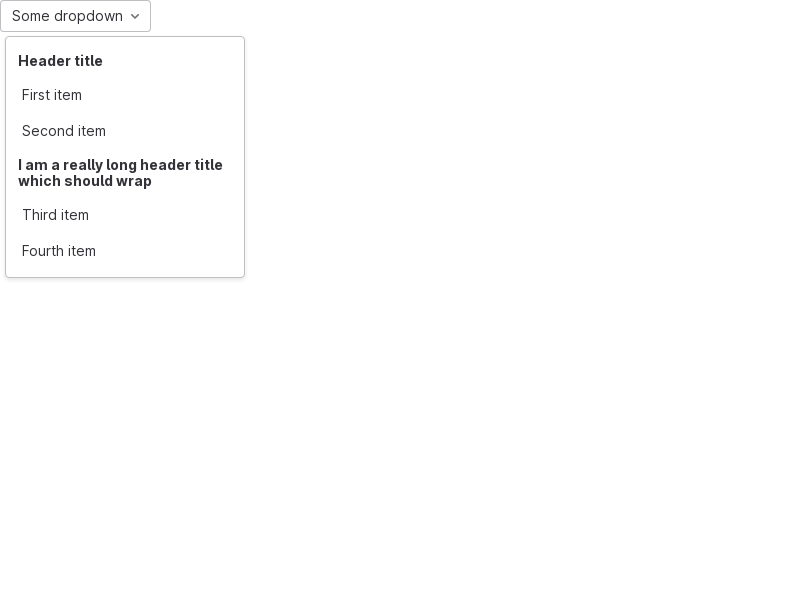 Some dropdown
Header title
First item
Second item
I am a really long header title
which should wrap
Third item
Fourth item